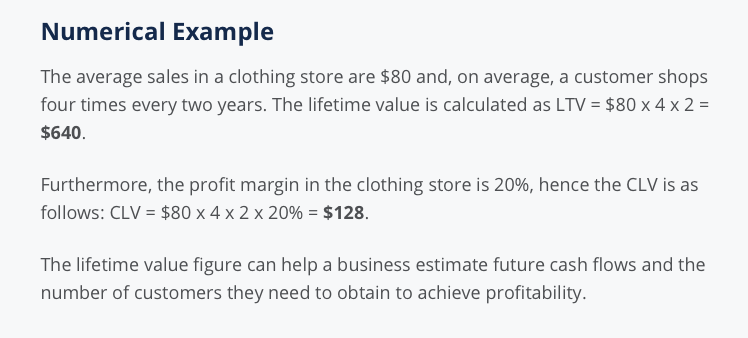 Numerical Example
The average sales in a clothing store are $80 and, on average, a customer shops
four times every two years. The lifetime value is calculated as LTV = $80 x 4 x 2 =
$640.
Furthermore, the profit margin in the clothing store is 20%, hence the CLV is as
follows: CLV = $80 x 4 x 2 x 20% = $128.
The lifetime value figure can help a business estimate future cash flows and the
number of customers they need to obtain to achieve profitability.